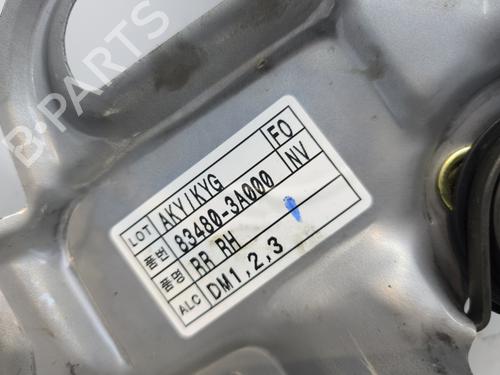 B-PARTS
LOT AKY/KYG FO
품번 83480-3A000 NV
품명 RR RH
ALC DM1,2,3